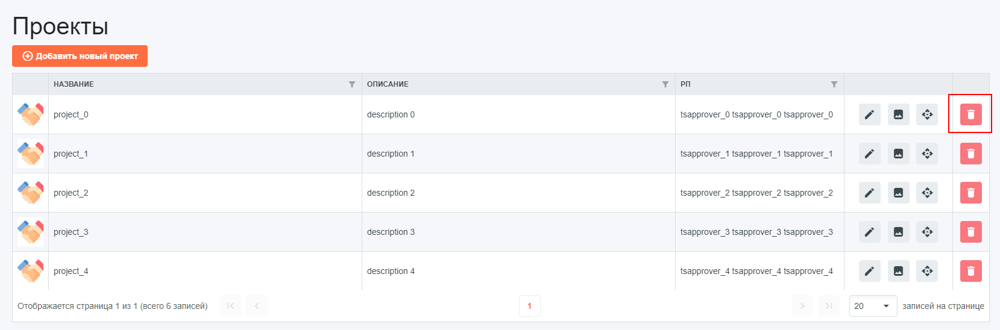 Проекты
Добавить новый проект
НАЗВАНИЕ ОПИСАНИЕ РП
project_0 description 0 tsapprover_0 tsapprover_0 tsapprover_0
project_1 description 1 tsapprover_1 tsapprover_1 tsapprover_1
project_2 description 2 tsapprover_2 tsapprover_2 tsapprover_2
project_3 description 3 tsapprover_3 tsapprover_3 tsapprover_3
project_4 description 4 tsapprover_4 tsapprover_4 tsapprover_4
Отображается страница 1 из 1 (всего 6 записей) 1 20 записей на странице